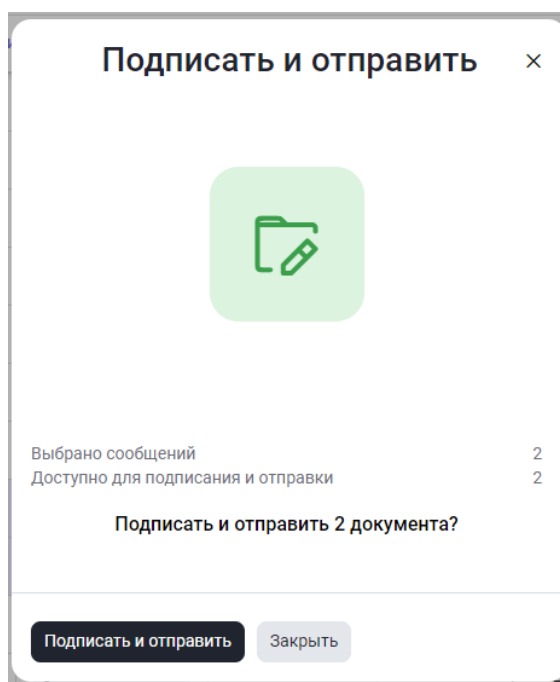 Подписать и отправить
Выбрано сообщений 2
Доступно для подписания и отправки 2
Подписать и отправить 2 документа?
Подписать и отправить Закрыть